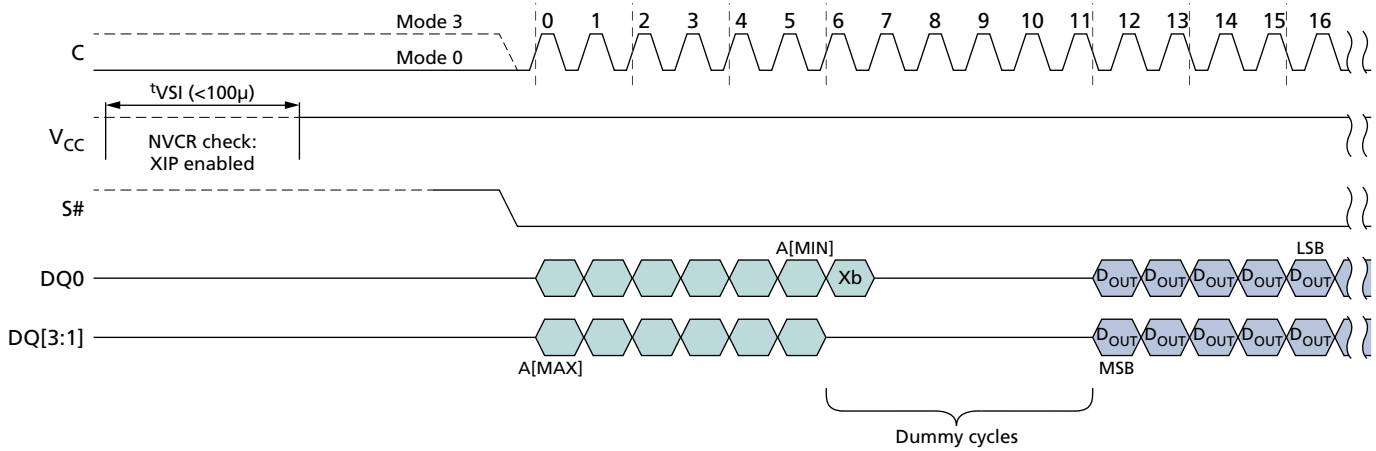 Mode 3
0 1 2 3 4 5 6 7 8 9 10 11 12 13 14 15 16
C
Mode 0
tVSI (<100μ)
VCC
NVCR check:
XIP enabled
S#
A[MIN]
LSB
DQ0
Xb
DOUT DOUT DOUT DOUT DOUT
DQ[3:1]
DOUT DOUT DOUT DOUT DOUT
A[MAX]
MSB
Dummy cycles